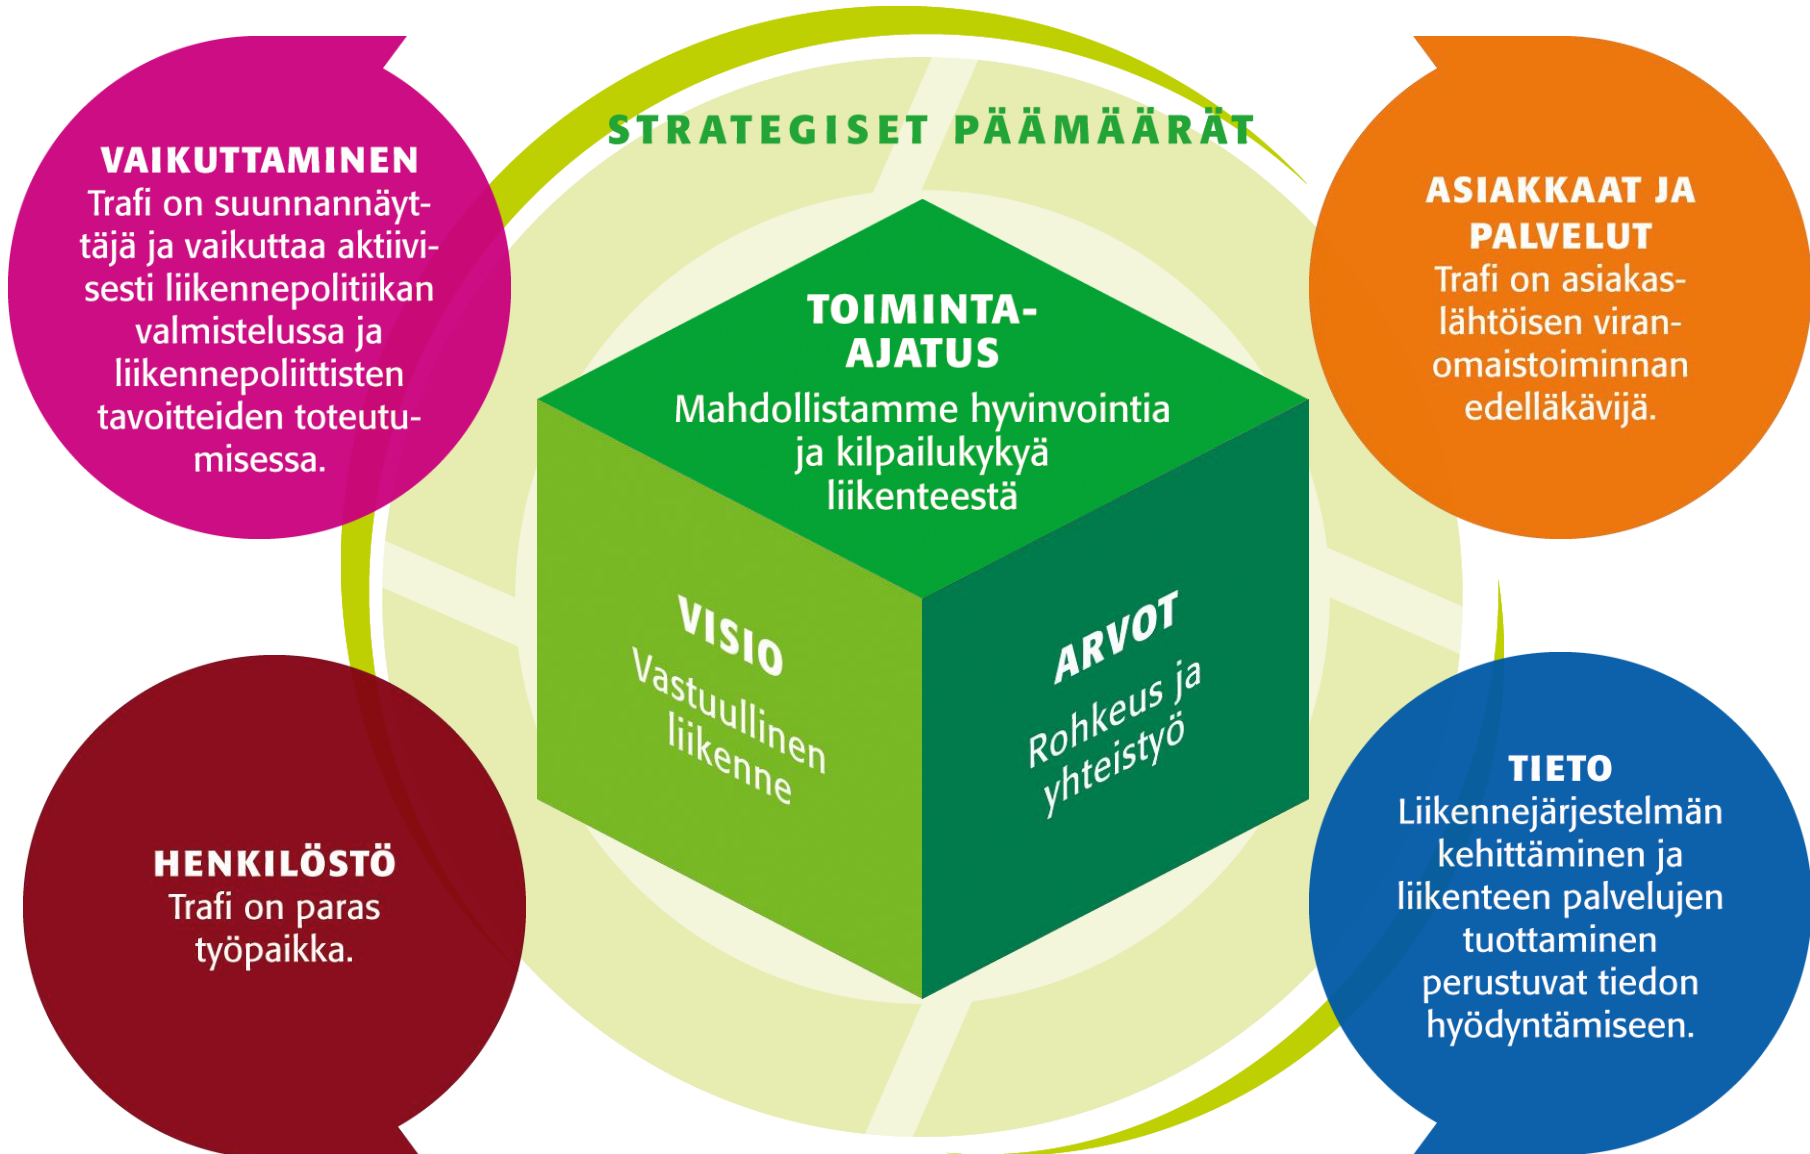 STRATEGISET PÄÄMÄÄRÄT
VAIKUTTAMINEN
Trafi on suunnannäyt-
täjä ja vaikuttaa aktiivi-
sesti liikennepolitiikan
valmistelussa ja
liikennepoliittisten
tavoitteiden toteutu-
misessa.
ASIAKKAAT JA
PALVELUT
Trafi on asiakas-
lähtöisen viran-
omaistoiminnan
edelläkävijä.
TOIMINTA-
AJATUS
Mahdollistamme hyvinvointia
ja kilpailukykyä
liikenteestä
VISIO
Vastuullinen
liikenne
ARVOT
Rohkeus ja
yhteistyö
HENKILÖSTÖ
Trafi on paras
työpaikka.
TIETO
Liikennejärjestelmän
kehittäminen ja
liikenteen palvelujen
tuottaminen
perustuvat tiedon
hyödyntämiseen.